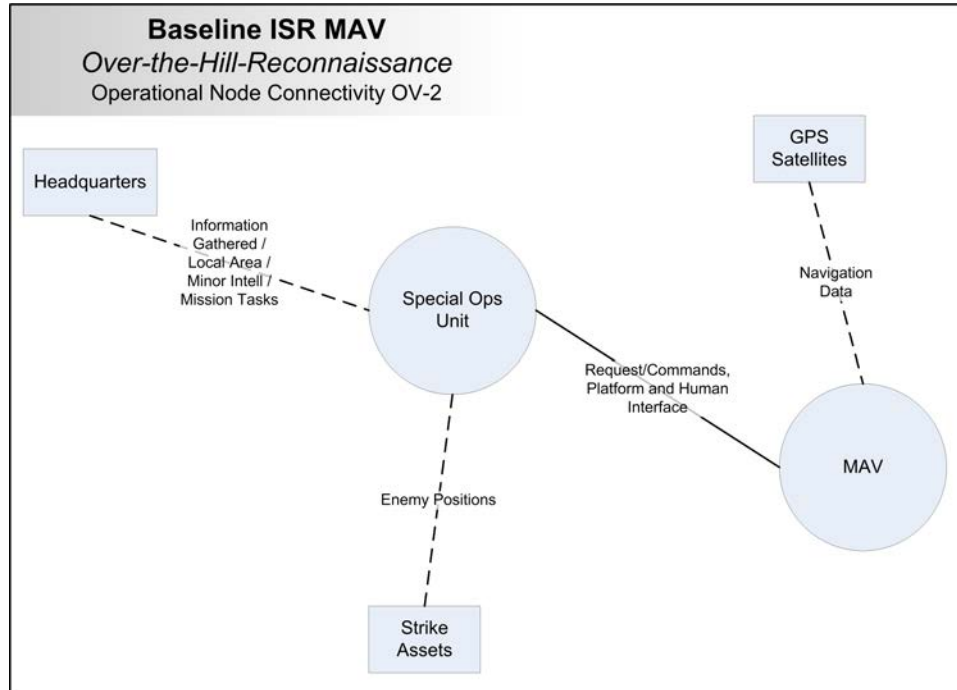 Baseline ISR MAV
Over-the-Hill-Reconnaissance
Operational Node Connectivity OV-2
GPS
Satellites
Headquarters
Information
Gathered /
Local Area /
Minor Intell /
Mission Tasks
Special Ops
Unit
Navigation
Data
Request/Commands,
Platform and Human
Interface
MAV
Enemy Positions
Strike
Assets